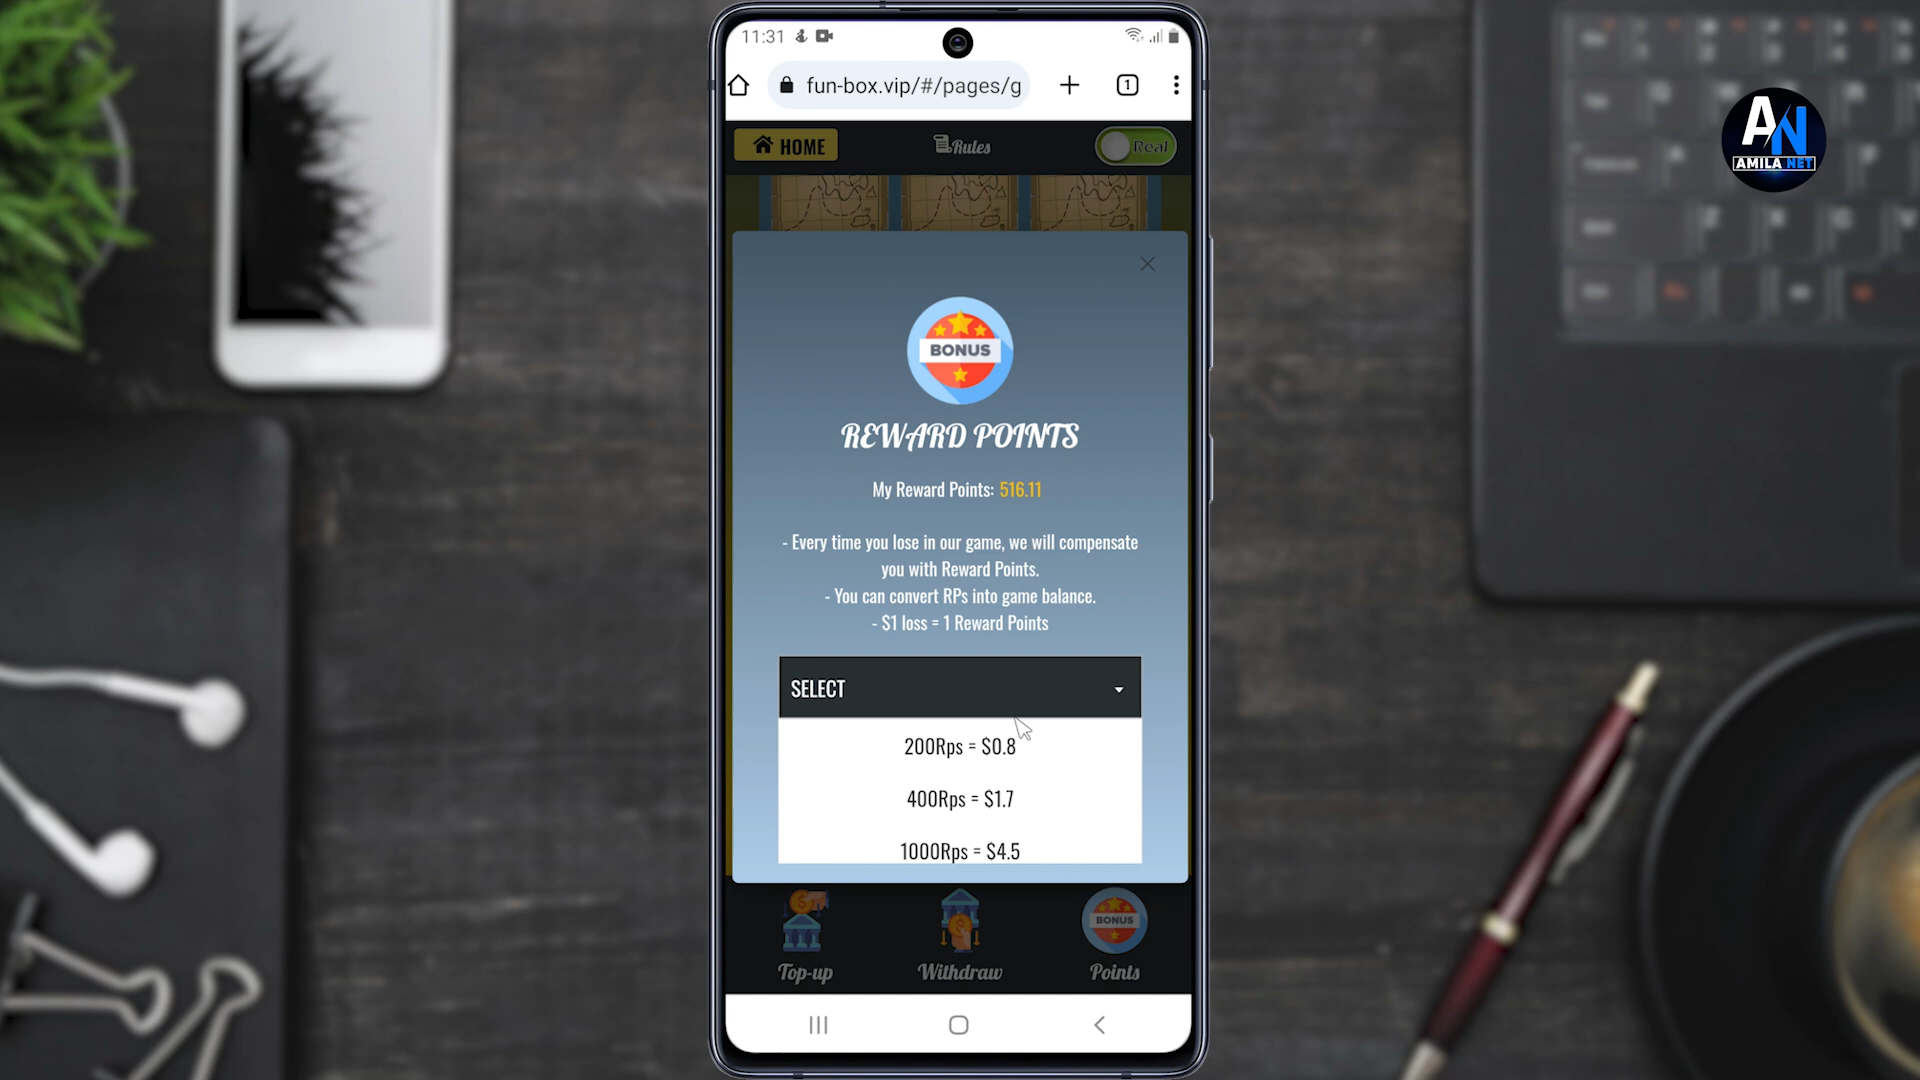 11:31
fun-box.vip/#/pages/g
1
HOME
Rules
Real
AN
AMILA NET
BONUS
REWARD POINTS
My Reward Points: 516.11
- Every time you lose in our game, we will compensate
you with Reward Points.
- You can convert RPs into game balance.
- $1 loss = 1 Reward Points
SELECT
200Rps = $0.8
400Rps = $1.7
1000Rps = $4.5
BONUS
Top-up
Withdraw
Points